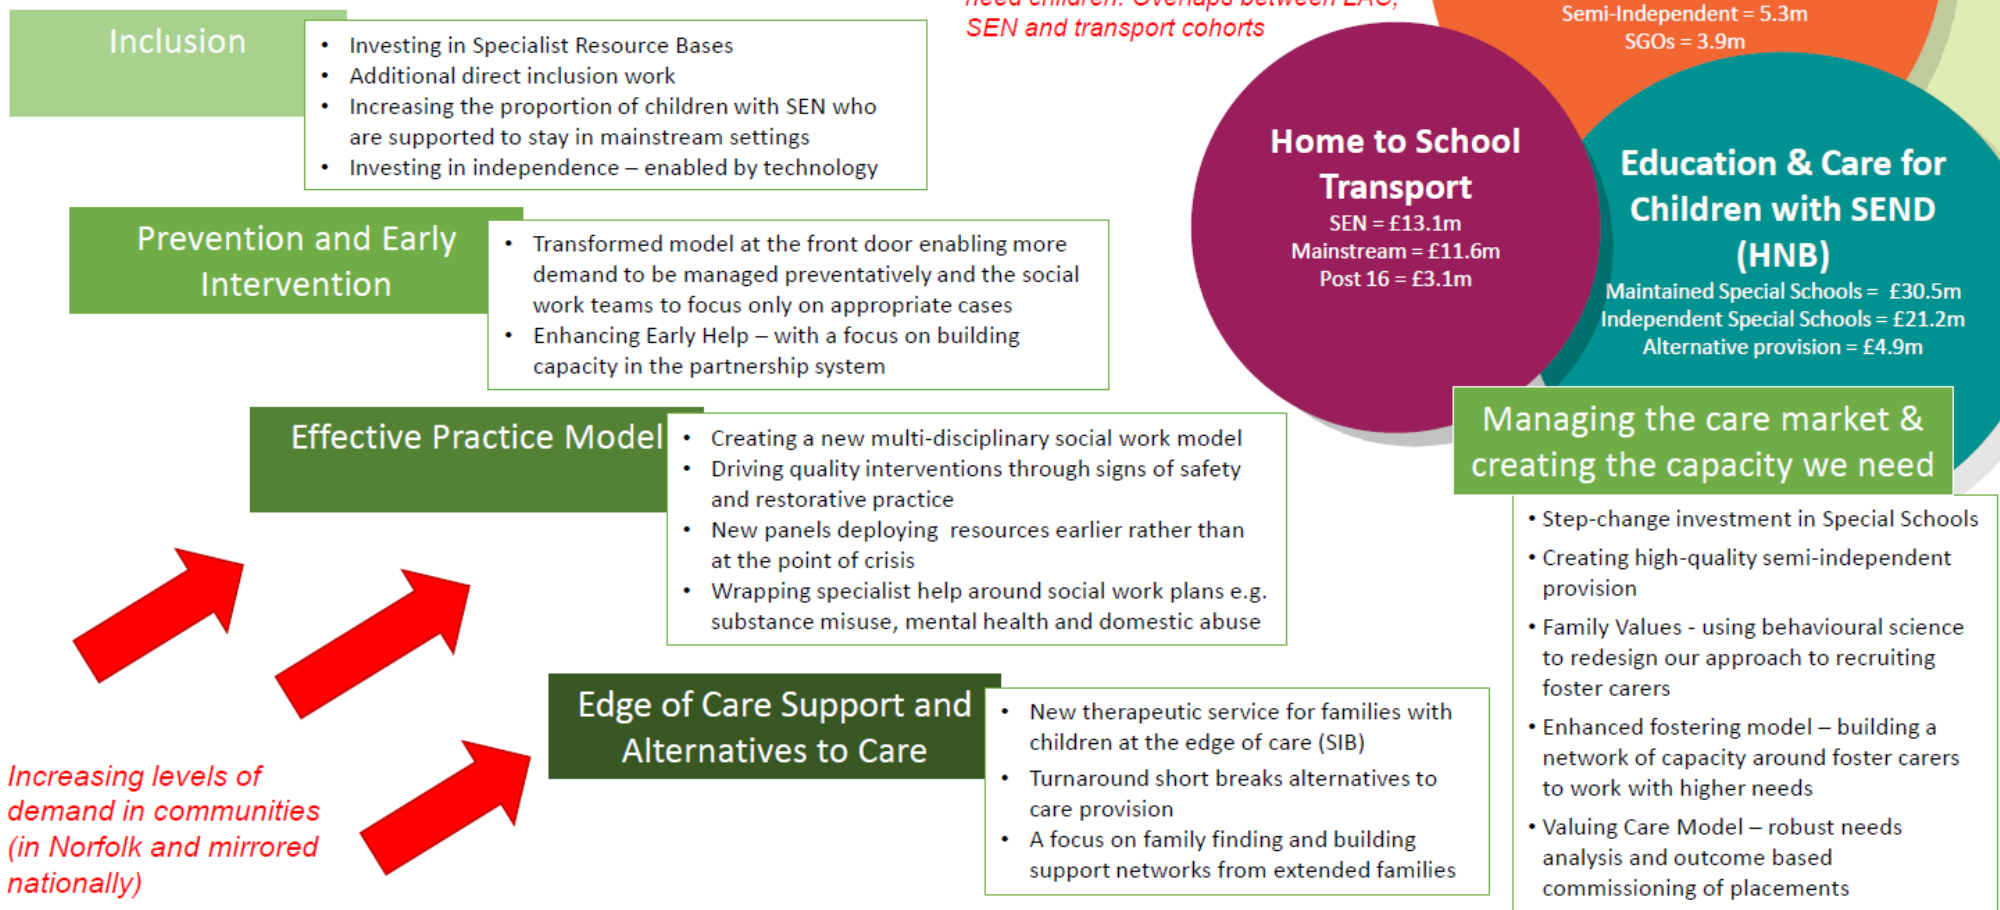 need children. Overlaps between LAC,
SEN and transport cohorts
Semi-Independent = 5.3m
SGOs = 3.9m
Inclusion
• Investing in Specialist Resource Bases
• Additional direct inclusion work
• Increasing the proportion of children with SEN who
are supported to stay in mainstream settings
• Investing in independence – enabled by technology
Home to School
Transport
SEN = £13.1m
Mainstream = £11.6m
Post 16 = £3.1m
Education & Care for
Children with SEND
(HNB)
Maintained Special Schools =  £30.5m
Independent Special Schools = £21.2m
Alternative provision = £4.9m
Prevention and Early
Intervention
• Transformed model at the front door enabling more
demand to be managed preventatively and the social
work teams to focus only on appropriate cases
• Enhancing Early Help – with a focus on building
capacity in the partnership system
Effective Practice Model
• Creating a new multi-disciplinary social work model
• Driving quality interventions through signs of safety
and restorative practice
• New panels deploying  resources earlier rather than
at the point of crisis
• Wrapping specialist help around social work plans e.g.
substance misuse, mental health and domestic abuse
Managing the care market &
creating the capacity we need
• Step-change investment in Special Schools
• Creating high-quality semi-independent
provision
• Family Values - using behavioural science
to redesign our approach to recruiting
foster carers
• Enhanced fostering model – building a
network of capacity around foster carers
to work with higher needs
• Valuing Care Model – robust needs
analysis and outcome based
commissioning of placements
Edge of Care Support and
Alternatives to Care
• New therapeutic service for families with
children at the edge of care (SIB)
• Turnaround short breaks alternatives to
care provision
• A focus on family finding and building
support networks from extended families
Increasing levels of
demand in communities
(in Norfolk and mirrored
nationally)